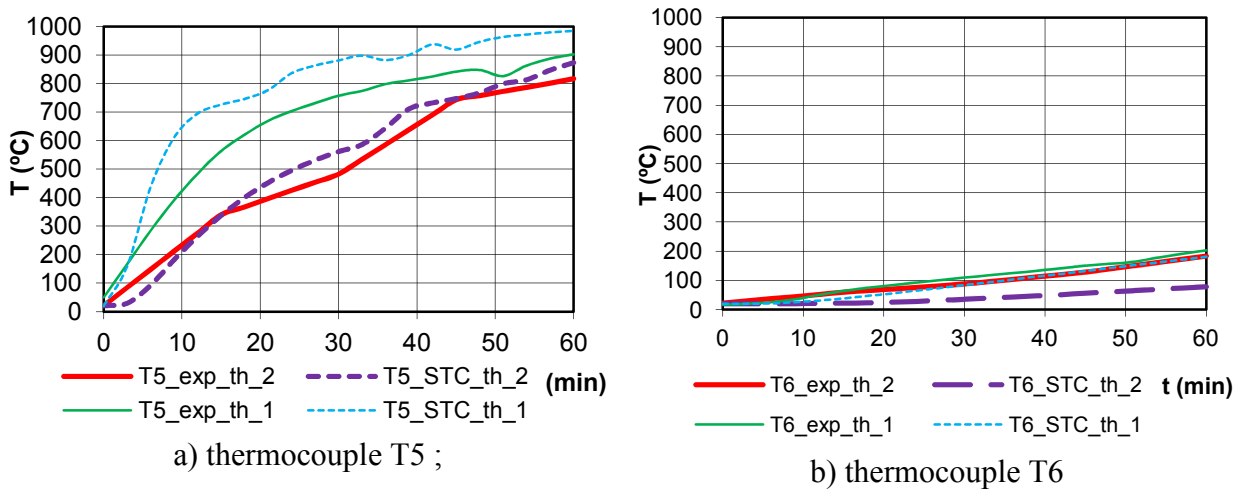 1000
900
800
700
600
500
400
300
200
100
0
T (ºC)
0 10 20 30 40 50 60
T5_exp_th_2 T5_STC_th_2 (min)
T5_exp_th_1 T5_STC_th_1
a) thermocouple T5 ;
1000
900
800
700
600
500
400
300
200
100
0
T (ºC)
0 10 20 30 40 50 60
T6_exp_th_2 T6_STC_th_2 t (min)
T6_exp_th_1 T6_STC_th_1
b) thermocouple T6